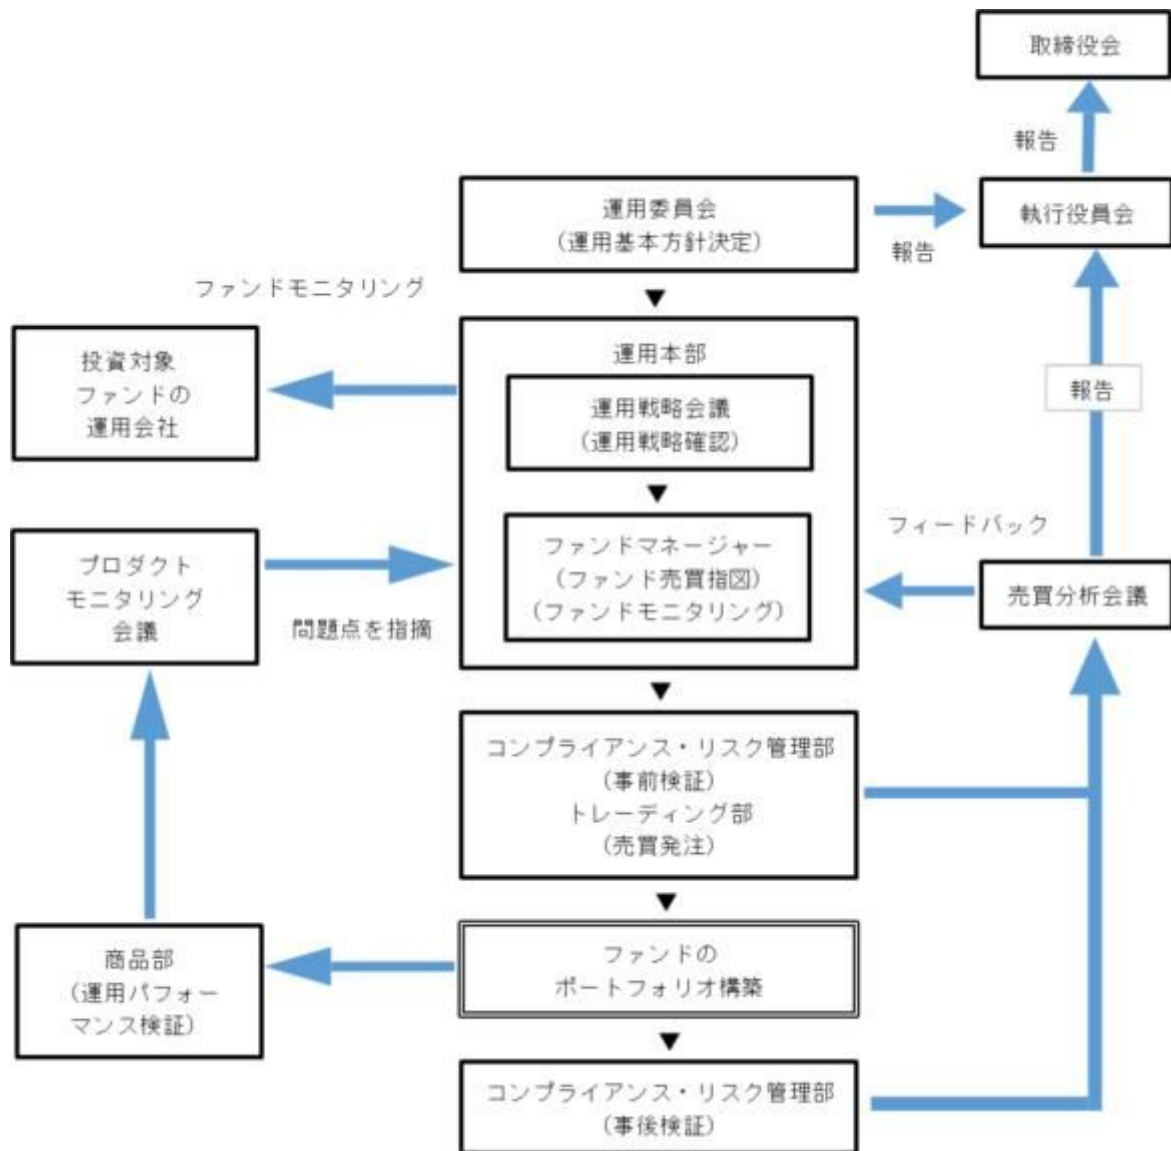 取締役会
報告
運用委員会
(運用基本方針決定)
報告
執行役員会
ファンドモニタリング
投資対象
ファンドの
運用会社
運用本部
運用戦略会議
(運用戦略確認)
報告
プロダクト
モニタリング
会議
問題点を指摘
ファンドマネージャー
(ファンド売買指図)
(ファンドモニタリング)
フィードバック
売買分析会議
コンプライアンス・リスク管理部
(事前検証)
トレーディング部
(売買発注)
商品部
(運用パフォー
マンス検証)
ファンドの
ポートフォリオ構築
コンプライアンス・リスク管理部
(事後検証)